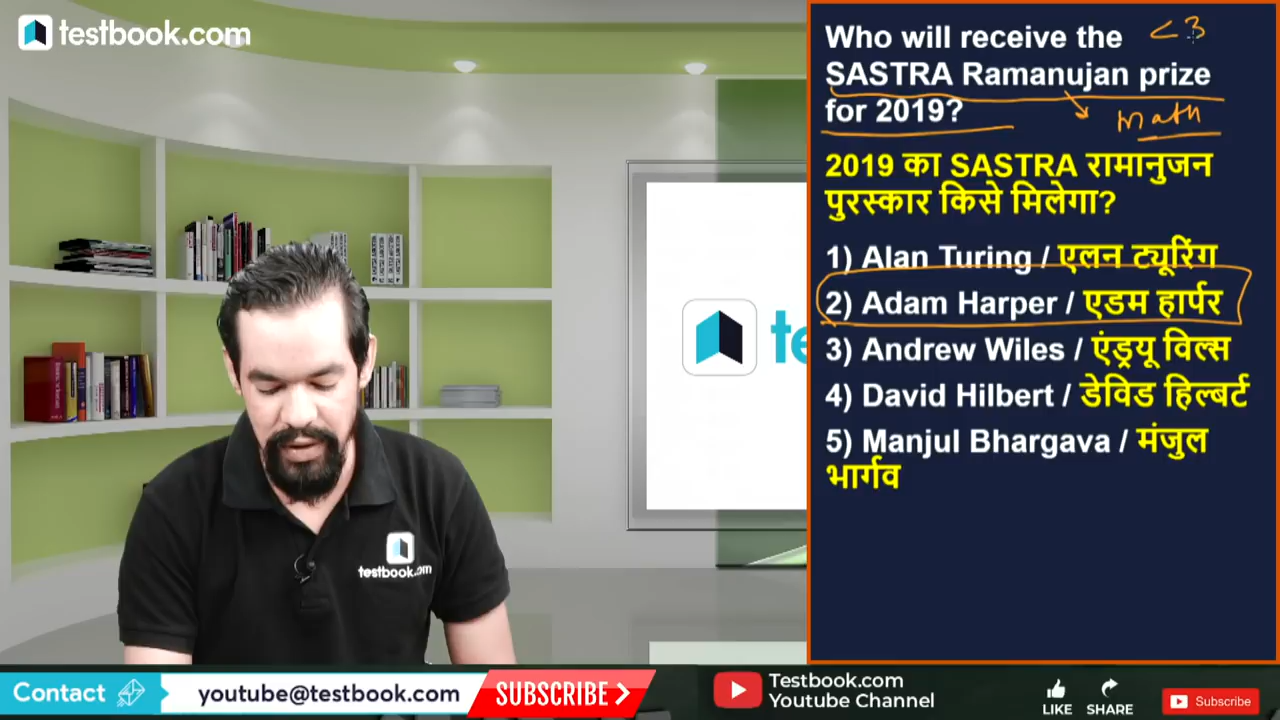 testbook.com
Who will receive the <3
SASTRA Ramanujan prize
for 2019?
Math
2019 का SASTRA रामानुजन
पुरस्कार किसे मिलेगा?
1) Alan Turing / एलन ट्यूरिंग
2) Adam Harper / एडम हार्पर
3) Andrew Wiles / एंड्रयू विल्स
4) David Hilbert / डेविड हिल्बर्ट
5) Manjul Bhargava / मंजुल
भार्गव
te
testbook.com
Contact
youtube@testbook.com
SUBSCRIBE
Testbook.com
Youtube Channel
LIKE
SHARE
Subscribe